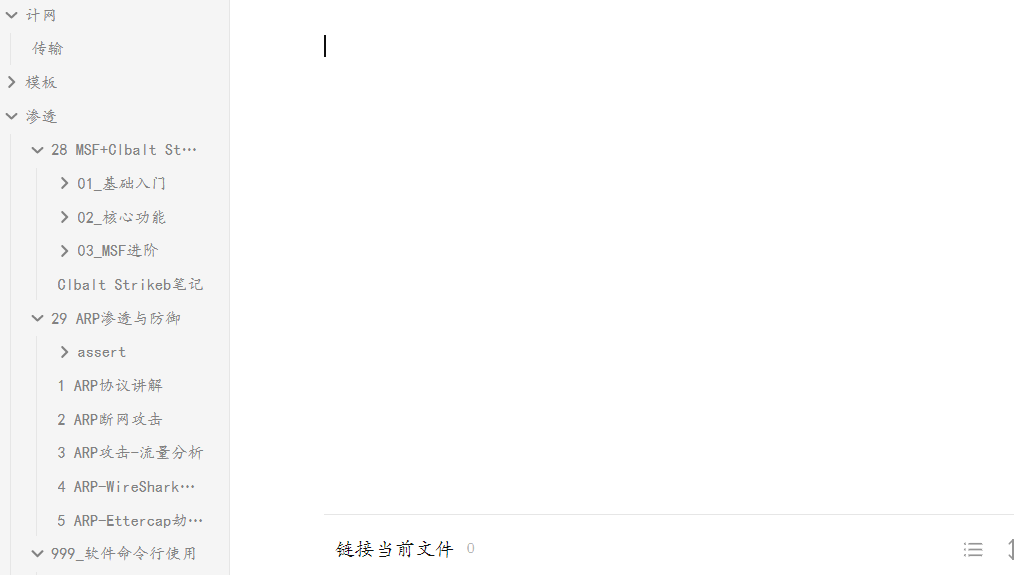 计网
传输
模板
渗透
28 MSF+Clbalt St…
01_基础入门
02_核心功能
03_MSF进阶
Clbalt Strikeb笔记
29 ARP渗透与防御
assert
1 ARP协议讲解
2 ARP断网攻击
3 ARP攻击-流量分析
4 ARP-WireShark…
5 ARP-Ettercap劫…
999_软件命令行使用
链接当前文件 0